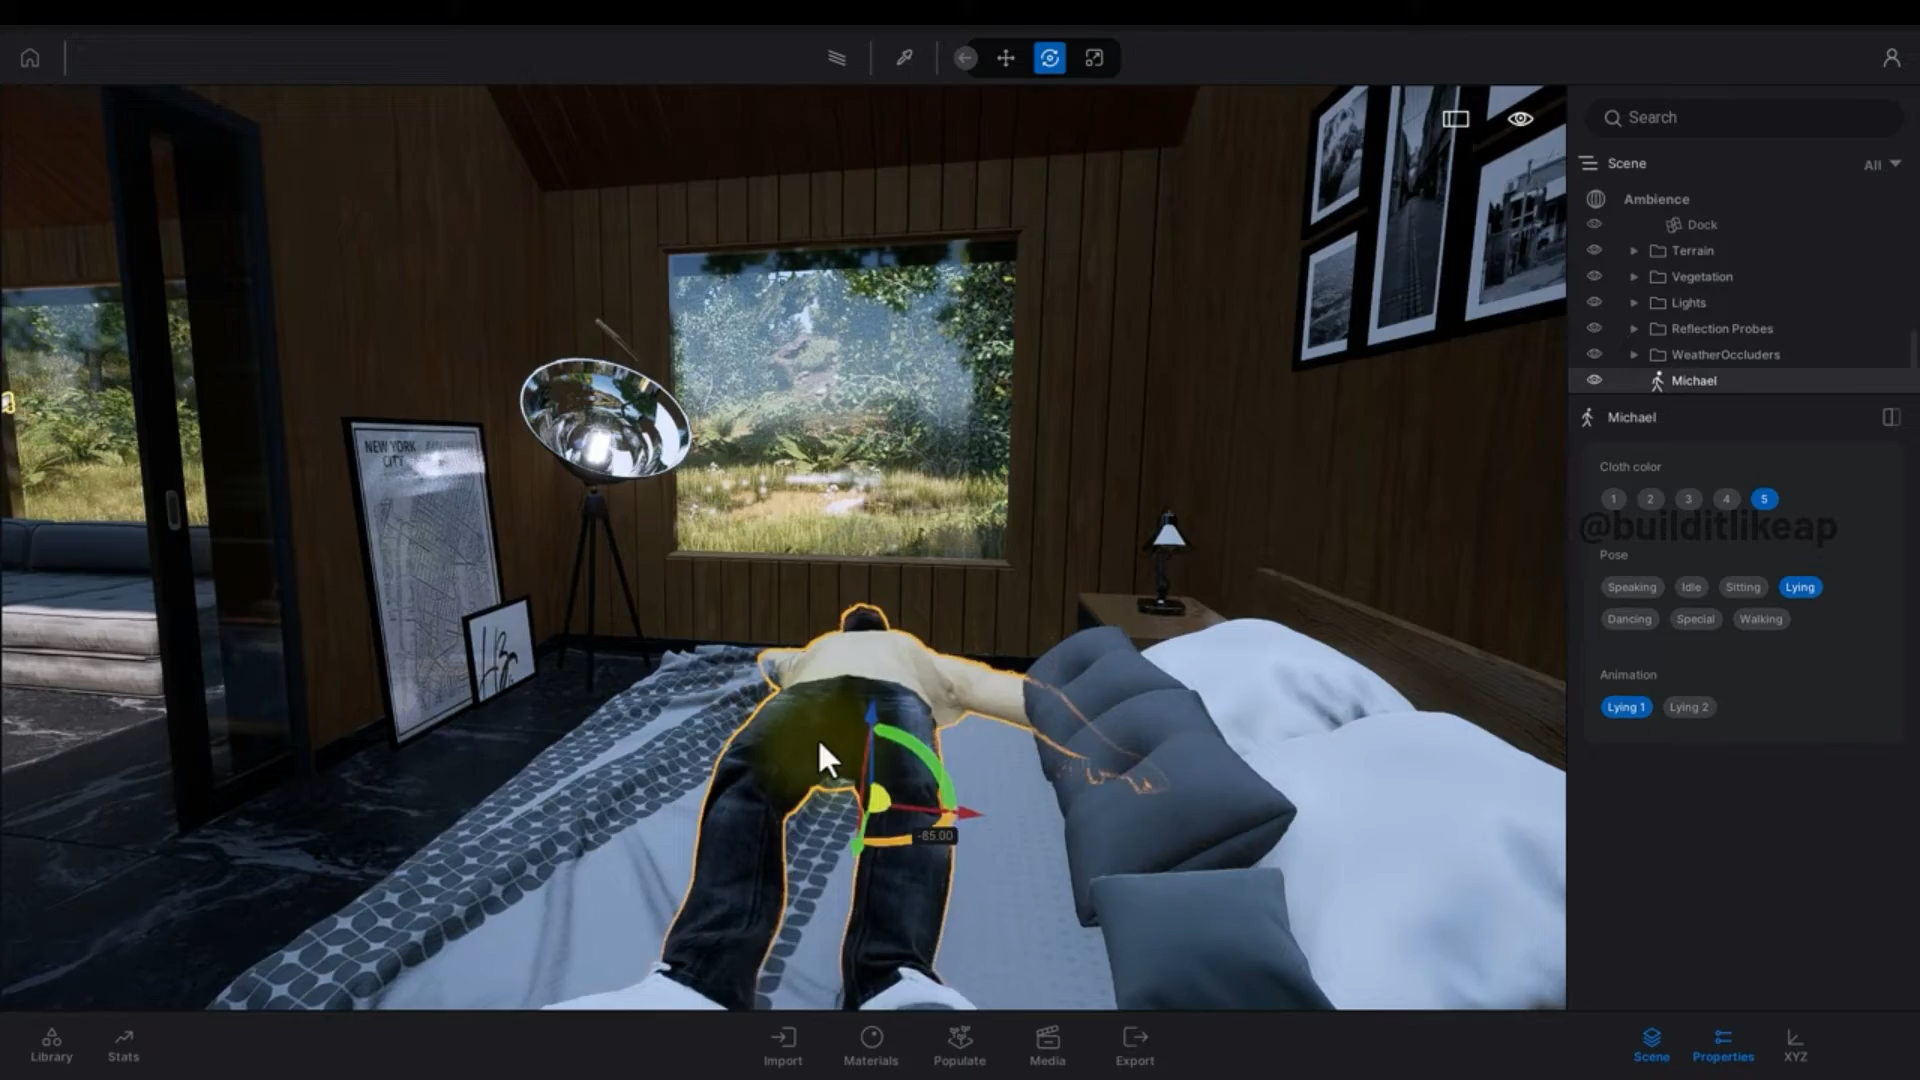 Search
Scene
All
Ambience
Dock
Terrain
Vegetation
Lights
Reflection Probes
WeatherOccluders
Michael
Michael
Cloth color
1 2 3 4 5
@builditlikeap
Pose
Speaking Idle Sitting Lying
Dancing Special Walking
Animation
Lying 1 Lying 2
NEW YORK
CITY
-85.00
Library
Stats
Import
Materials
Populate
Media
Export
Scene
Properties
XYZ